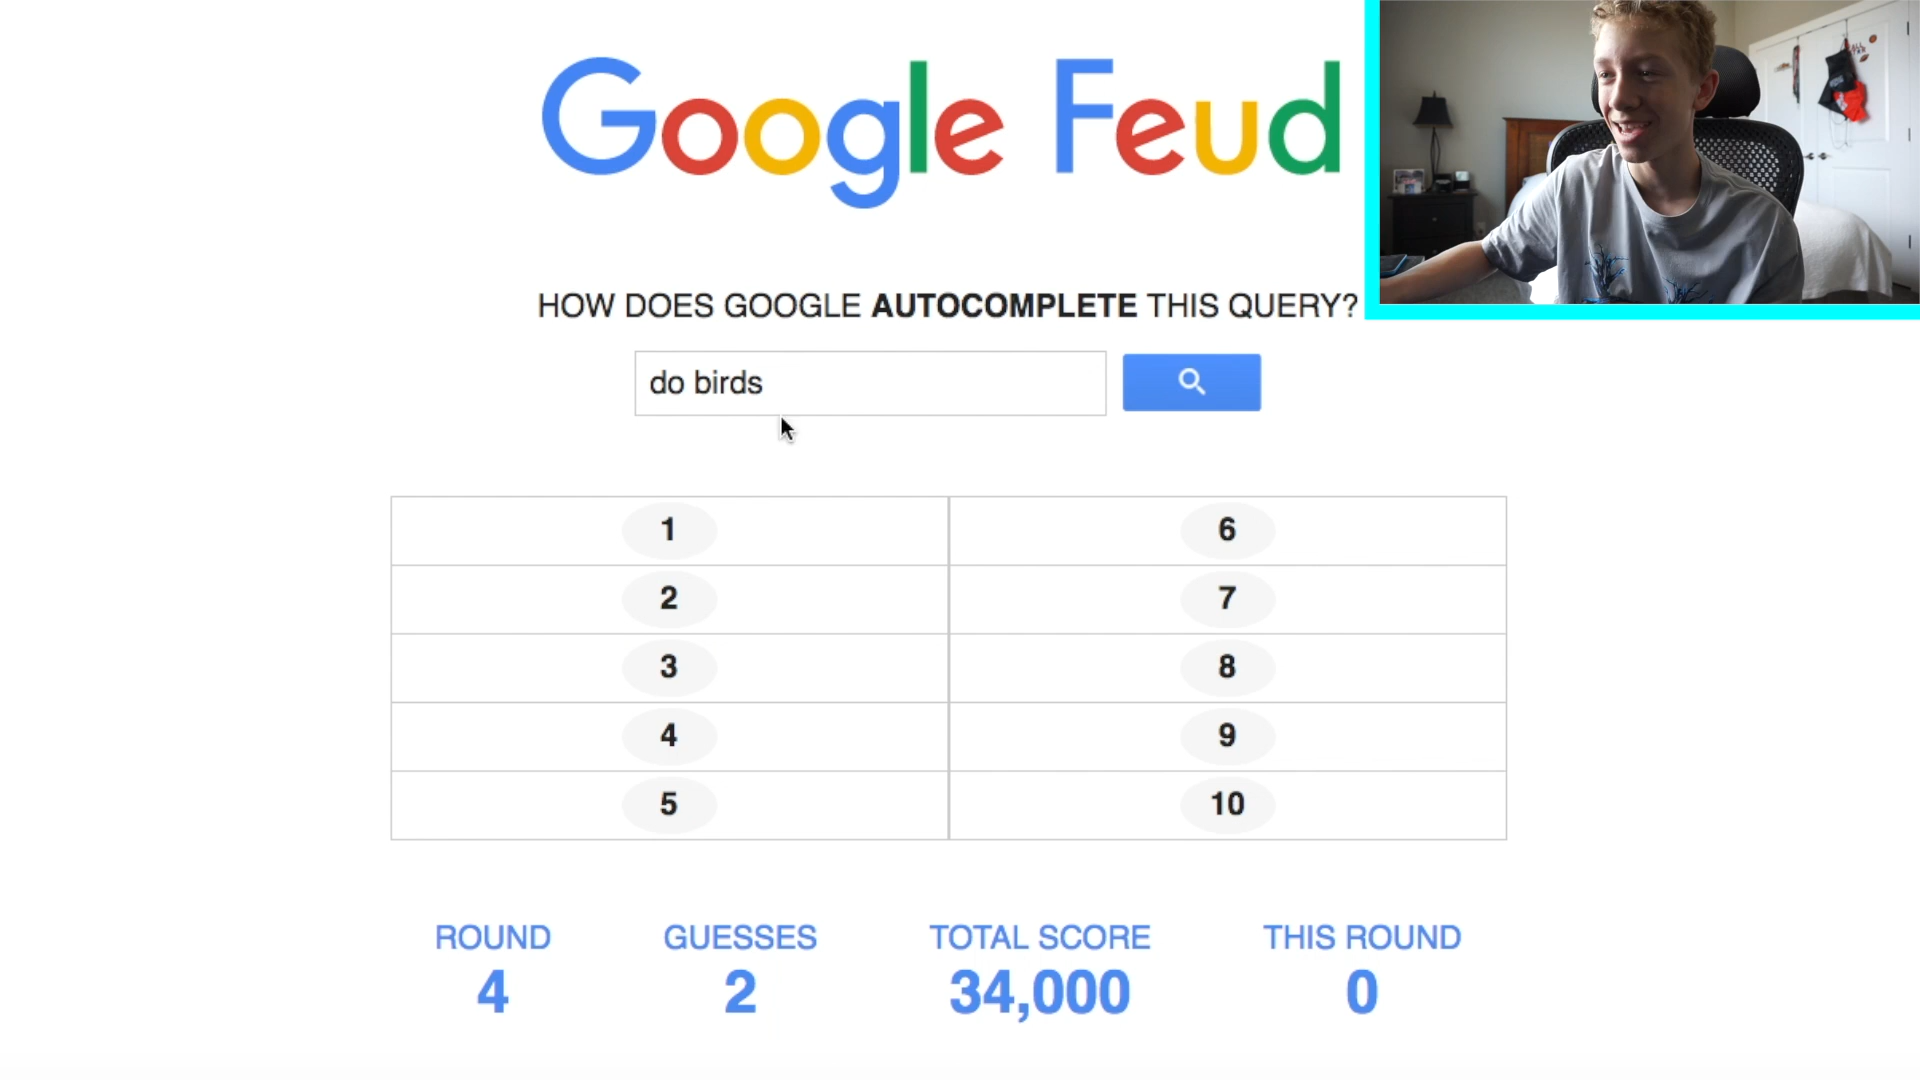 Google Feud
HOW DOES GOOGLE AUTOCOMPLETE THIS QUERY?
do birds
1 6
2 7
3 8
4 9
5 10
ROUND GUESSES TOTAL SCORE THIS ROUND
4 2 34,000 0